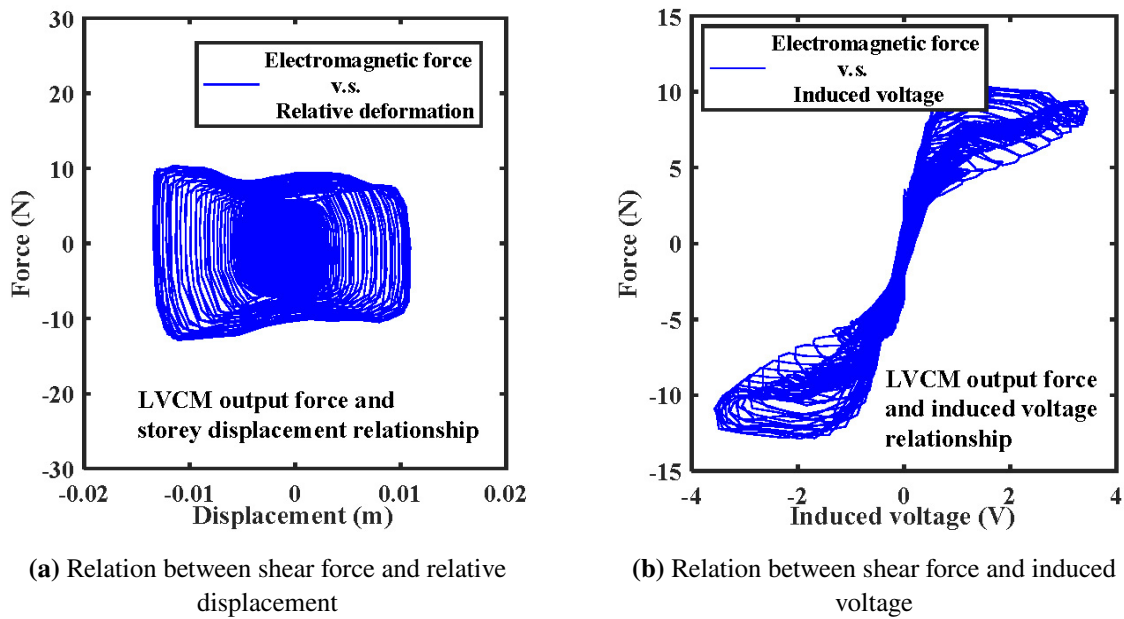 30
20
10
0
-10
-20
-30
-0.02
-0.01
0
0.01
0.02
Force (N)
Displacement (m)
Electromagnetic force
v.s.
Relative deformation
LVCM output force and
storey displacement relationship
(a) Relation between shear force and relative
displacement
15
10
5
0
-5
-10
-15
-4
-2
0
2
4
Force (N)
Induced voltage (V)
Electromagnetic force
v.s.
Induced voltage
LVCM output force
and induced voltage
relationship
(b) Relation between shear force and induced
voltage